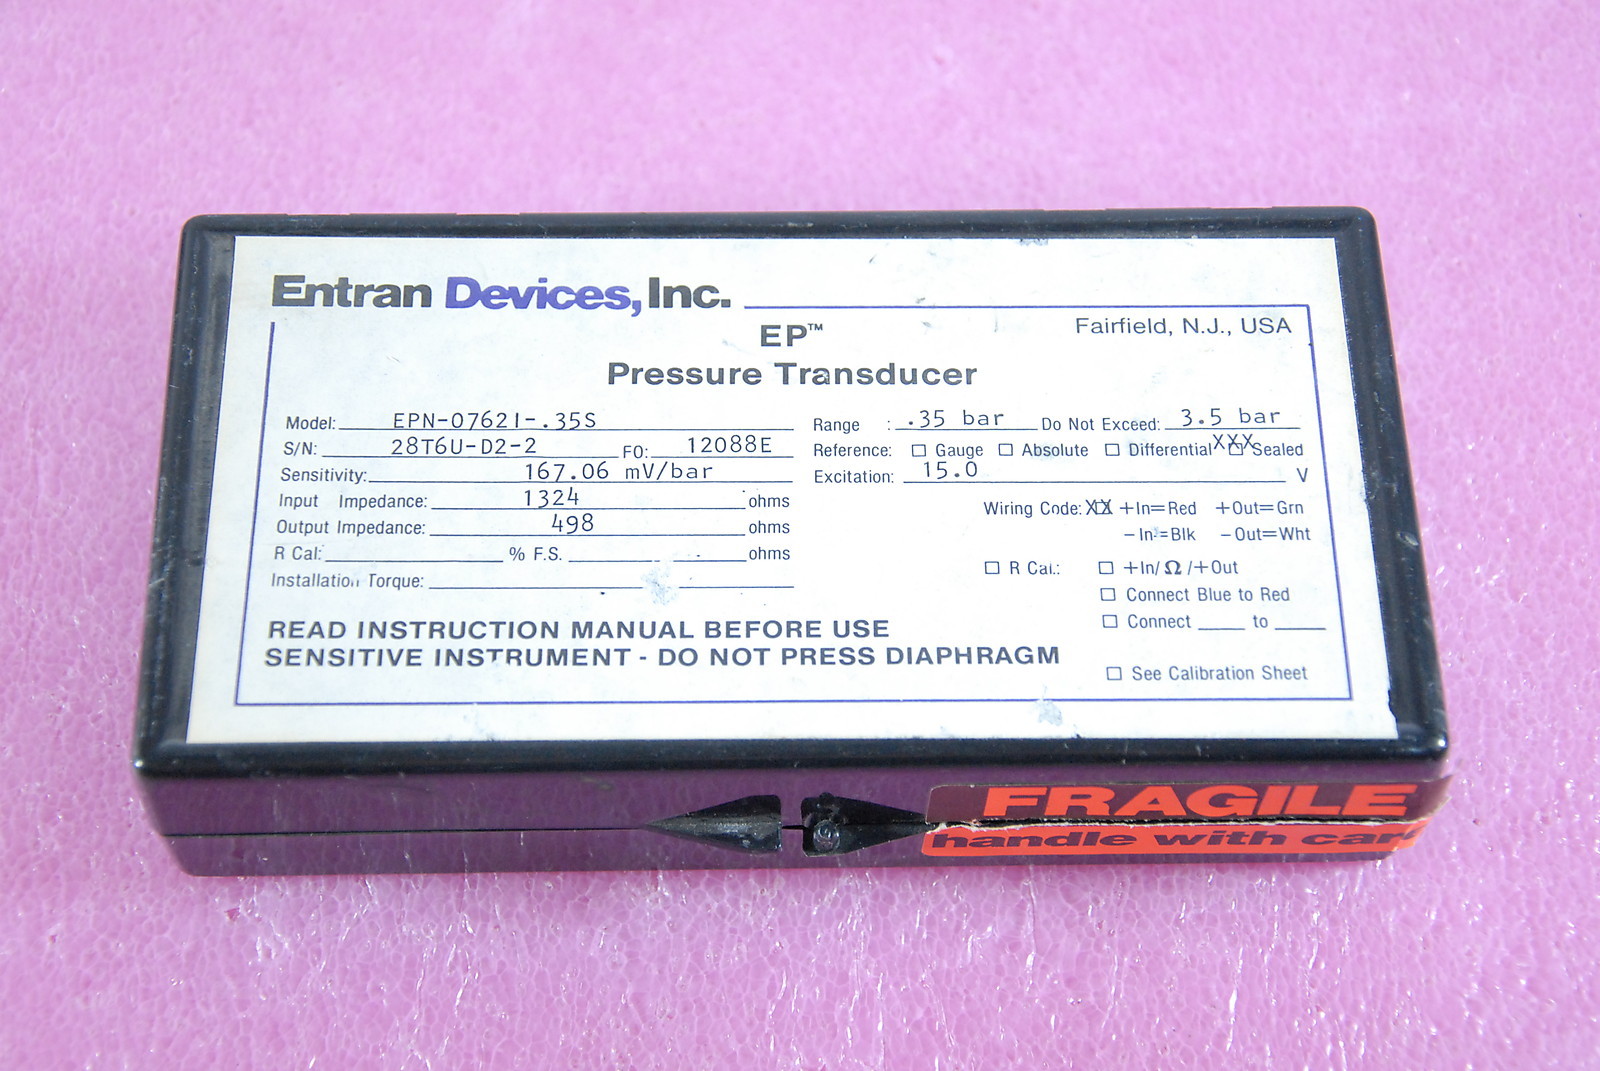 Entran Devices, Inc.
Fairfield, N.J., USA
EP™
Pressure Transducer
Model: EPN-07621-.35S
S/N: 28T6U-D2-2 FO: 12088E
Sensitivity: 167.06 mV/bar
Input Impedance: 1324 ohms
Output Impedance: 498 ohms
R Cal: % F.S. ohms
Installation Torque:
Range : .35 bar Do Not Exceed: 3.5 bar
Reference: ☐ Gauge ☐ Absolute ☐ Differential XXX☐ Sealed
Excitation: 15.0 V
Wiring Code: XX☐ +In=Red +Out=Grn
-In=Blk -Out=Wht
☐ R Cal.: ☐ +In/Ω/+Out
☐ Connect Blue to Red
☐ Connect ____ to ____
☐ See Calibration Sheet
READ INSTRUCTION MANUAL BEFORE USE
SENSITIVE INSTRUMENT - DO NOT PRESS DIAPHRAGM
FRAGILE
handle with care